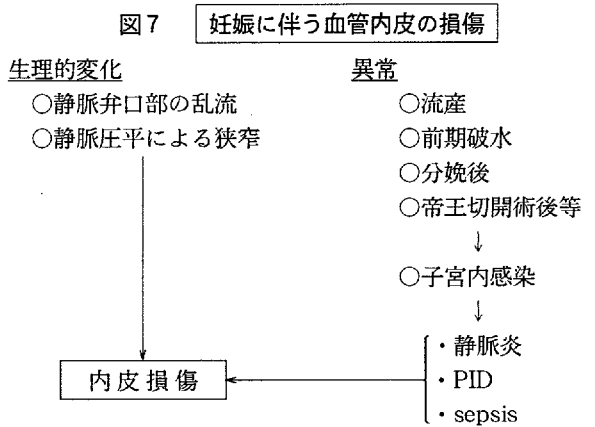 図7 妊娠に伴う血管内皮の損傷
生理的変化
○静脈弁口部の乱流
○静脈圧平による狭窄
異常
○流産
○前期破水
○分娩後
○帝王切開術後等
↓
○子宮内感染
↓
・静脈炎
・PID
・sepsis
内皮損傷